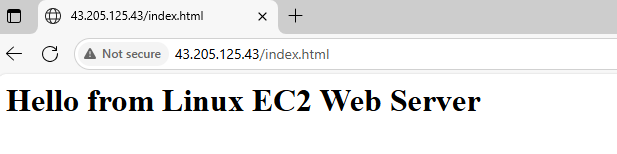 43.205.125.43/index.html
Not secure 43.205.125.43/index.html
Hello from Linux EC2 Web Server